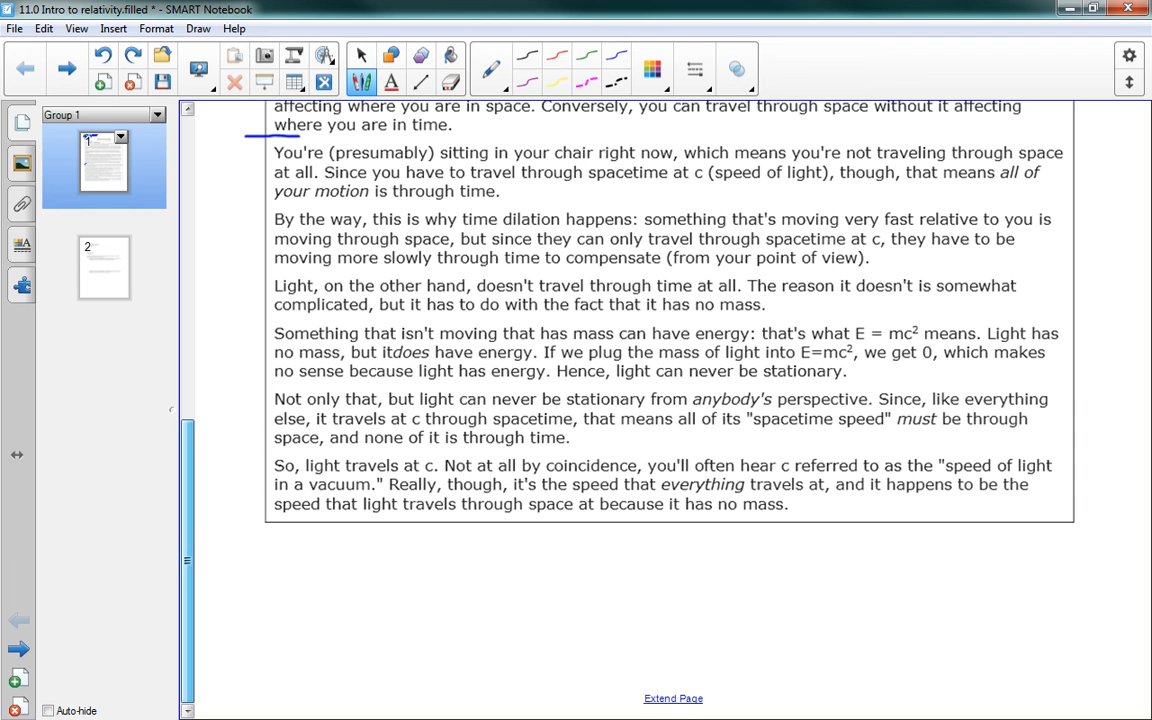 11.0 Intro to relativity.filled * - SMART Notebook
File Edit View Insert Format Draw Help
Group 1
1
2
affecting where you are in space. Conversely, you can travel through space without it affecting
where you are in time.
You're (presumably) sitting in your chair right now, which means you're not traveling through space
at all. Since you have to travel through spacetime at c (speed of light), though, that means all of
your motion is through time.
By the way, this is why time dilation happens: something that's moving very fast relative to you is
moving through space, but since they can only travel through spacetime at c, they have to be
moving more slowly through time to compensate (from your point of view).
Light, on the other hand, doesn't travel through time at all. The reason it doesn't is somewhat
complicated, but it has to do with the fact that it has no mass.
Something that isn't moving that has mass can have energy: that's what E = mc² means. Light has
no mass, but itdoes have energy. If we plug the mass of light into E=mc², we get 0, which makes
no sense because light has energy. Hence, light can never be stationary.
Not only that, but light can never be stationary from anybody's perspective. Since, like everything
else, it travels at c through spacetime, that means all of its "spacetime speed" must be through
space, and none of it is through time.
So, light travels at c. Not at all by coincidence, you'll often hear c referred to as the "speed of light
in a vacuum." Really, though, it's the speed that everything travels at, and it happens to be the
speed that light travels through space at because it has no mass.
Extend Page
Auto-hide